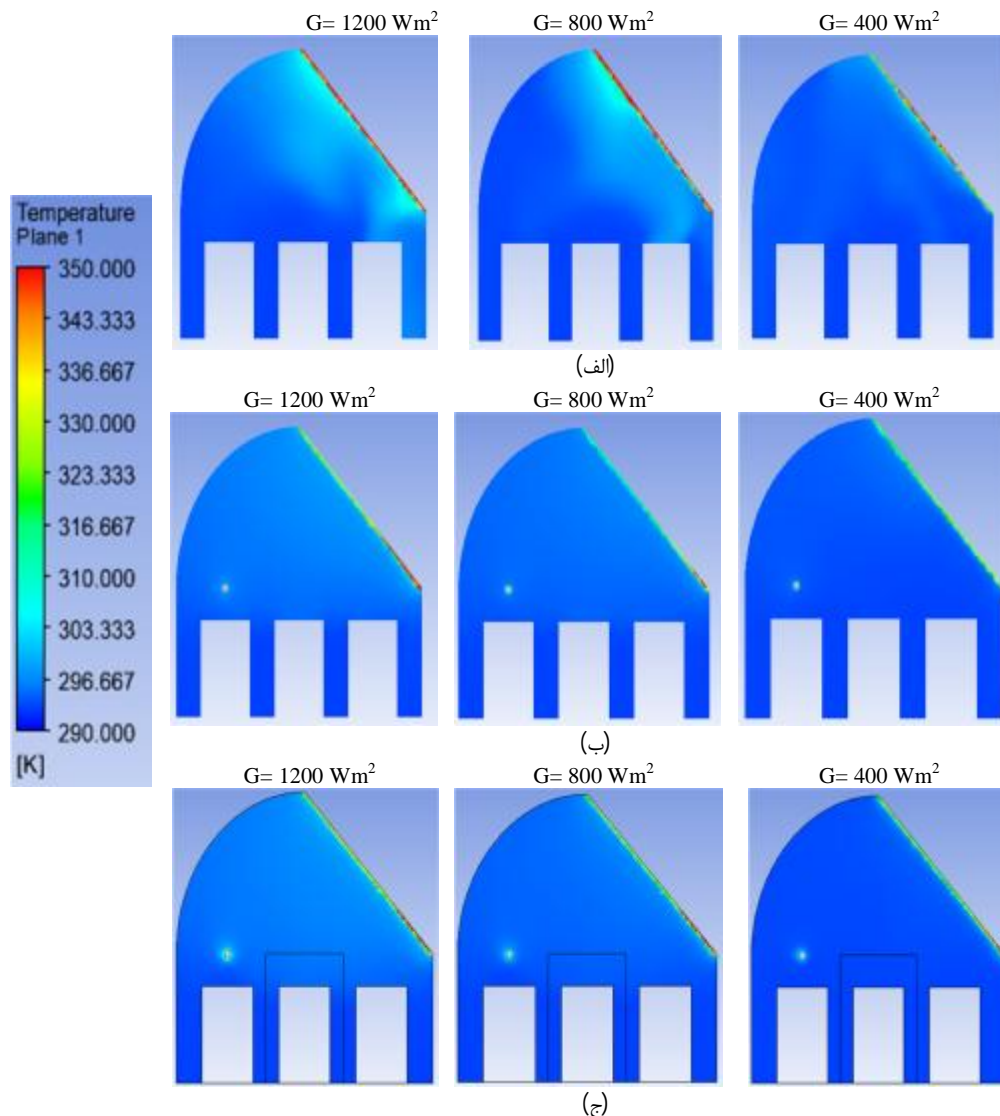 G= 1200 Wm² G= 800 Wm² G= 400 Wm²
Temperature
Plane 1
350.000
343.333
336.667
330.000
323.333
316.667
310.000
303.333
296.667
290.000
[K]
(الف)
G= 1200 Wm² G= 800 Wm² G= 400 Wm²
(ب)
G= 1200 Wm² G= 800 Wm² G= 400 Wm²
(ج)